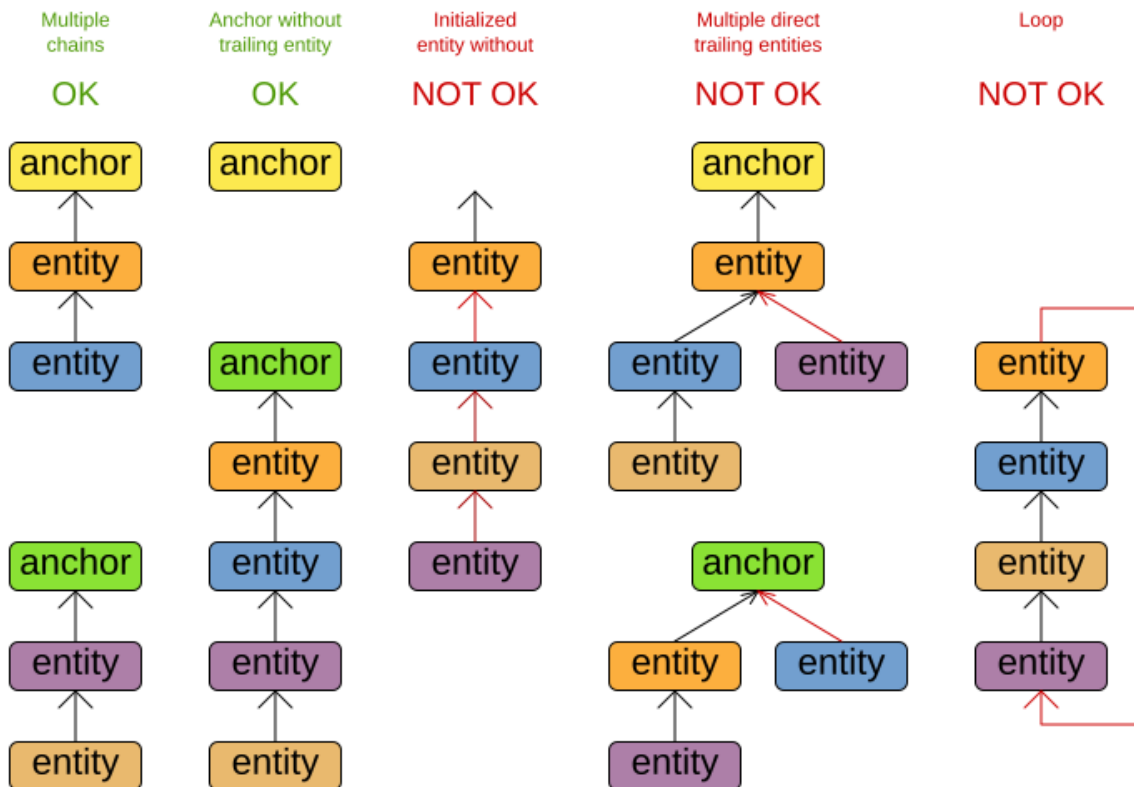 Multiple
chains
OK
anchor
entity
entity
anchor
entity
entity
Anchor without
trailing entity
OK
anchor
anchor
entity
entity
entity
entity
Initialized
entity without
NOT OK
entity
entity
entity
entity
Multiple direct
trailing entities
NOT OK
anchor
entity
entity
entity
entity
anchor
entity
entity
entity
Loop
NOT OK
entity
entity
entity
entity